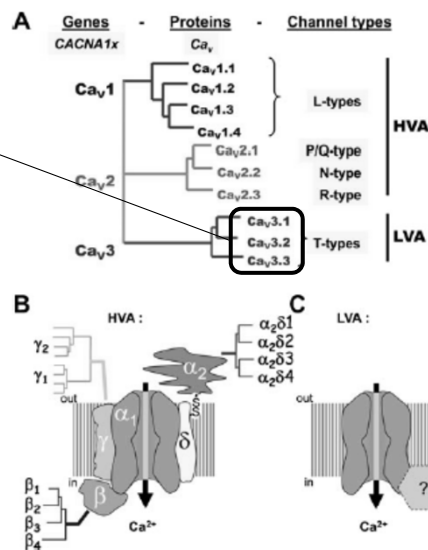 A
Genes - Proteins - Channel types
CACNA1x Cav
Cav1
Cav1.1
Cav1.2
Cav1.3
Cav1.4
L-types
HVA
Cav2
Cav2.1 P/Q-type
Cav2.2 N-type
Cav2.3 R-type
Cav3
Cav3.1
Cav3.2
Cav3.3
T-types
LVA
B HVA :
γ2
γ1
α2
α2δ1
α2δ2
α2δ3
α2δ4
out
γ
α1
δ
in
β
β1
β2
β3
β4
Ca2+
C LVA :
out
in
?
Ca2+